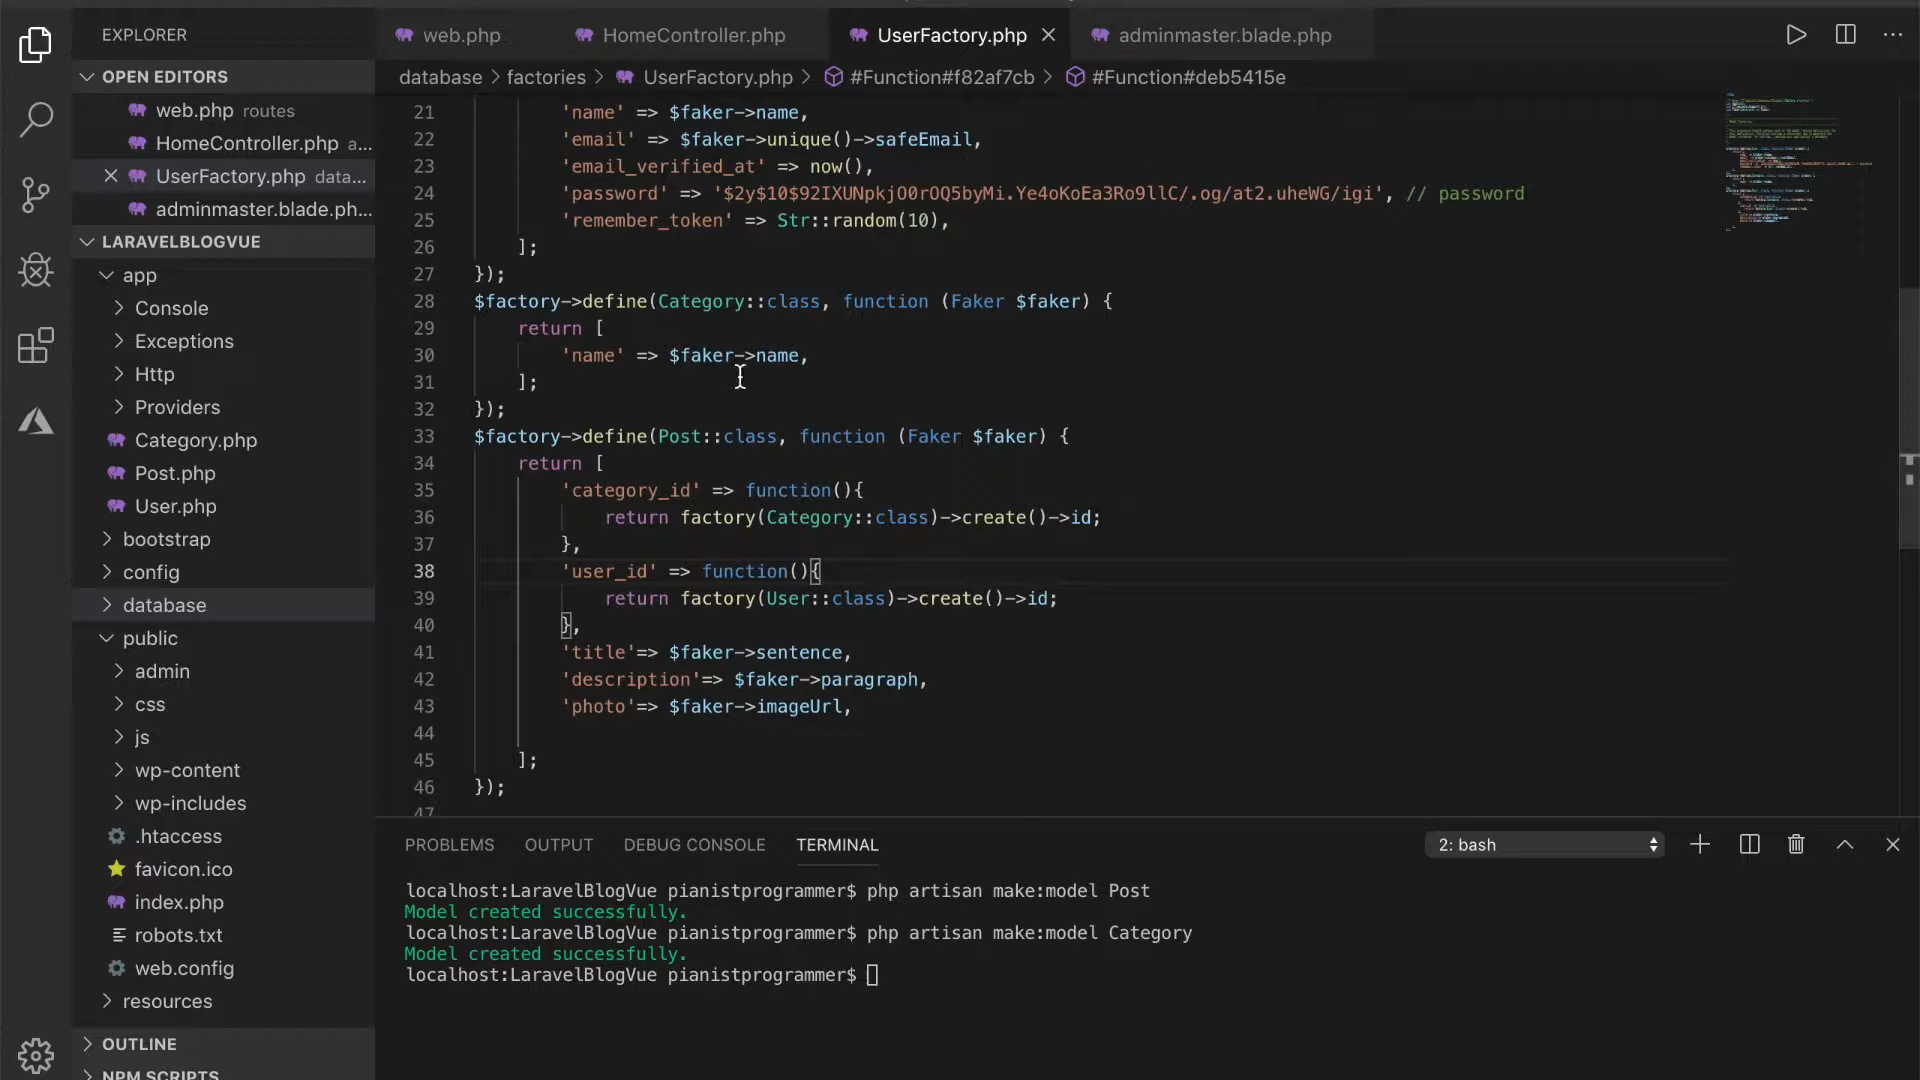 EXPLORER
OPEN EDITORS
web.php routes
HomeController.php a...
UserFactory.php data...
adminmaster.blade.ph...
LARAVELBLOGVUE
app
Console
Exceptions
Http
Providers
Category.php
Post.php
User.php
bootstrap
config
database
public
admin
css
js
wp-content
wp-includes
.htaccess
favicon.ico
index.php
robots.txt
web.config
resources
OUTLINE
NPM SCRIPTS
web.php HomeController.php UserFactory.php adminmaster.blade.php
database > factories > UserFactory.php > #Function#f82af7cb > #Function#deb5415e
21 'name' => $faker->name,
22 'email' => $faker->unique()->safeEmail,
23 'email_verified_at' => now(),
24 'password' => '$2y$10$92IXUNpkjO0rOQ5byMi.Ye4oKoEa3Ro9llC/.og/at2.uheWG/igi', // password
25 'remember_token' => Str::random(10),
26 ];
27 });
28 $factory->define(Category::class, function (Faker $faker) {
29 return [
30 'name' => $faker->name,
31 ];
32 });
33 $factory->define(Post::class, function (Faker $faker) {
34 return [
35 'category_id' => function(){
36 return factory(Category::class)->create()->id;
37 },
38 'user_id' => function(){
39 return factory(User::class)->create()->id;
40 },
41 'title'=> $faker->sentence,
42 'description'=> $faker->paragraph,
43 'photo'=> $faker->imageUrl,
44
45 ];
46 });
47
PROBLEMS OUTPUT DEBUG CONSOLE TERMINAL 2: bash
localhost:LaravelBlogVue pianistprogrammer$ php artisan make:model Post
Model created successfully.
localhost:LaravelBlogVue pianistprogrammer$ php artisan make:model Category
Model created successfully.
localhost:LaravelBlogVue pianistprogrammer$